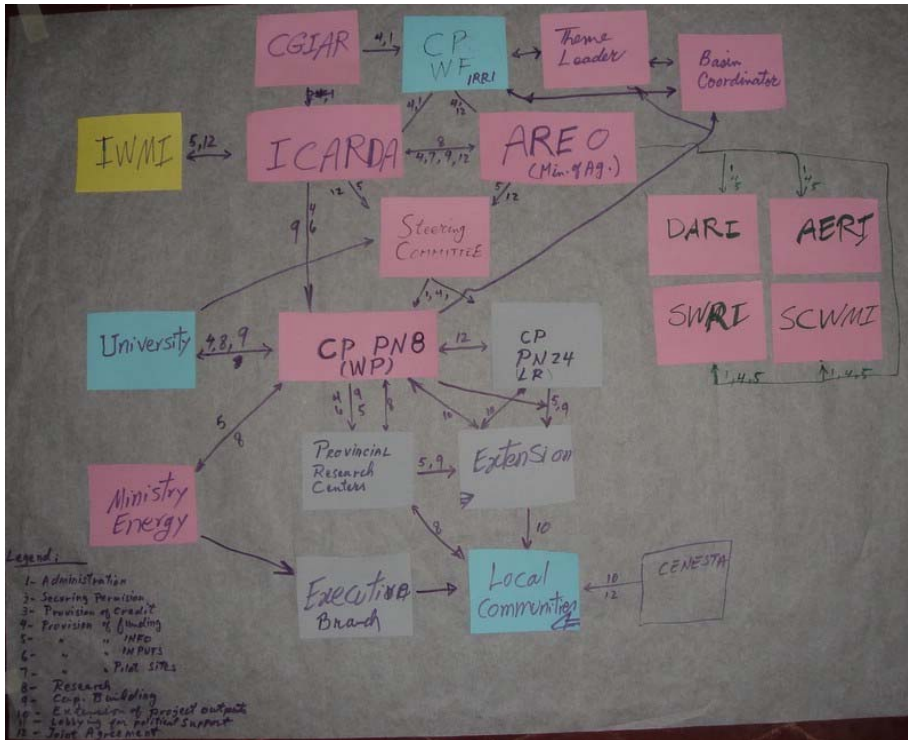 CGIAR
4,1
CP
WF
IRRI
Theme
Leader
Basin
Coordinator
IWMI
5,12
ICARDA
4,1
4,
12
8
4,7,9,12
AREO
(Min. of Ag.)
12
5
5
12
9
4
6
Steering
COMMITTEE
1,4,
1,4
5
1,4
5
DARI
AERI
SWRI
SCWMI
1,4,5
1,4,5
University
4,8,9
CP PN8
(WP)
12
CP
PN24
(LR)
5
8
4
6
9
5
8
10
10
5,9
Provincial
Research
Centers
5,9
Extension
Ministry
Energy
8
10
Executive
Branch
Local
Communities
10
12
CENESTA
Legend:
1- Administration
2- Securing Permision
3- Provision of Credit
4- Provision of funding
5- " " INFO
6- " " INPUTS
7- " " Pilot Sites
8- Research
9- Cap. Building
10- Extension of project outputs
11- Lobbying for political Support
12- Joint Agreement